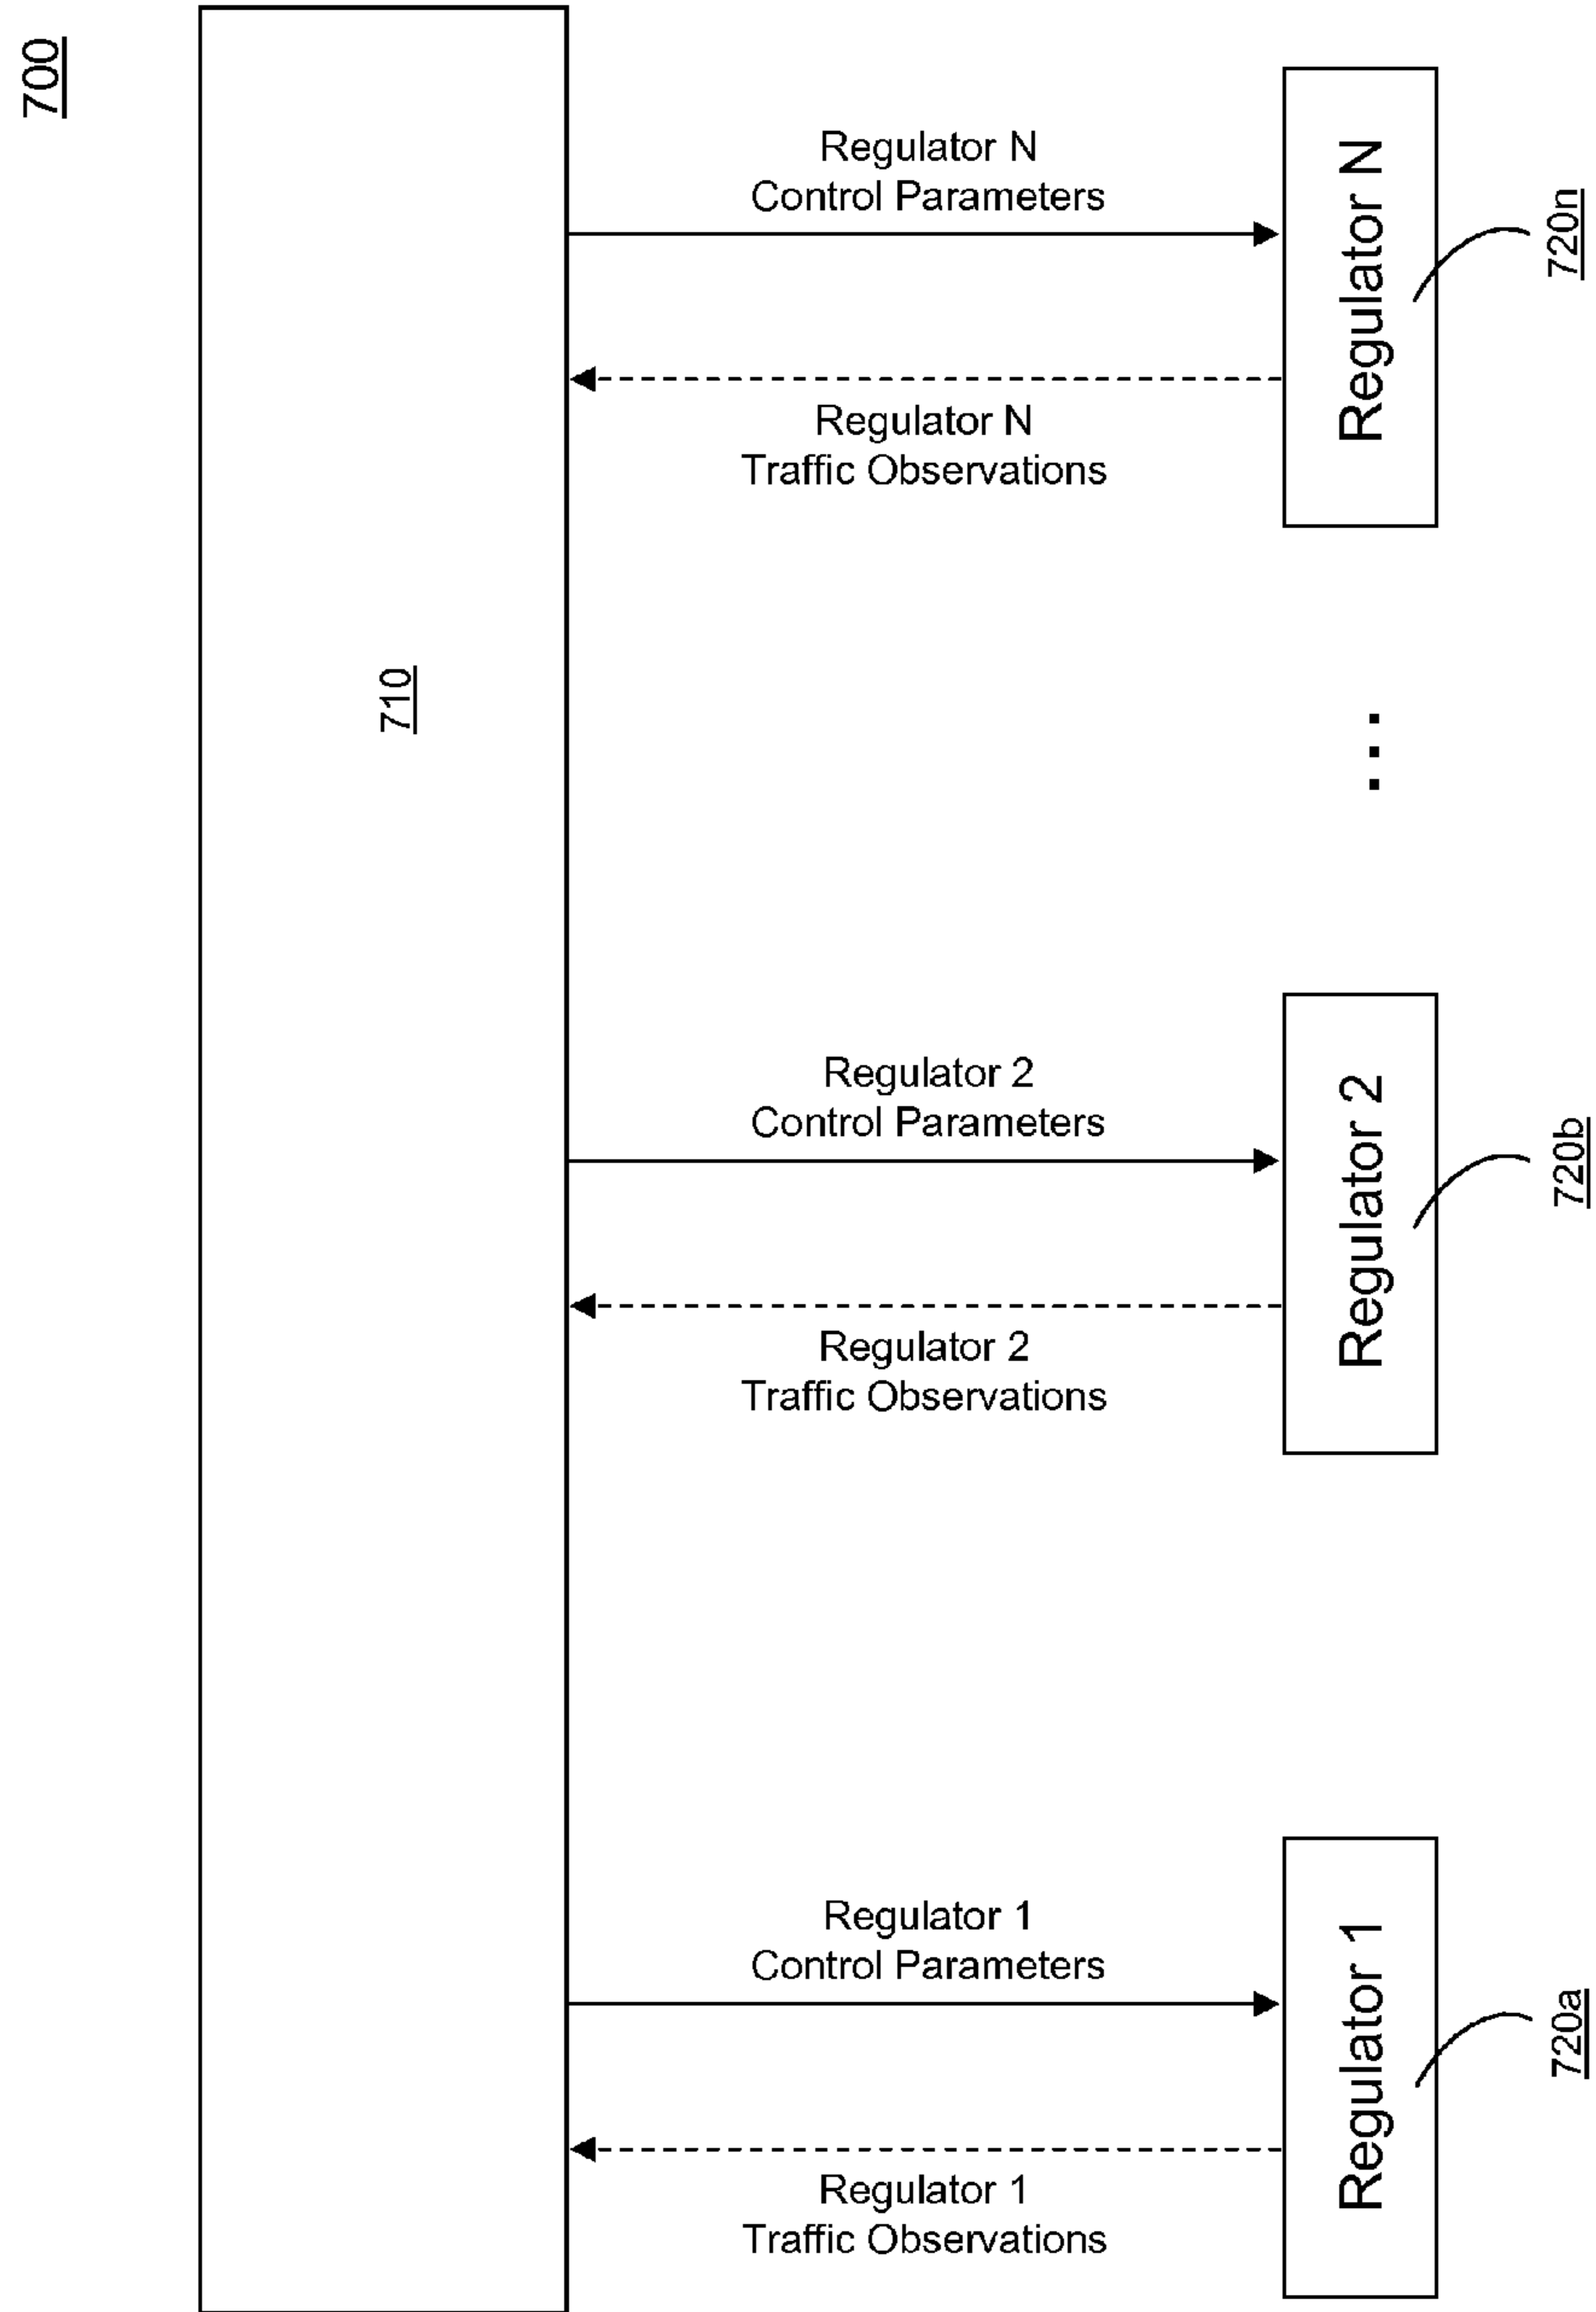 700
710
Regulator N
Control Parameters
Regulator N
Traffic Observations
Regulator N
720n
...
Regulator 2
Control Parameters
Regulator 2
Traffic Observations
Regulator 2
720b
Regulator 1
Control Parameters
Regulator 1
Traffic Observations
Regulator 1
720a